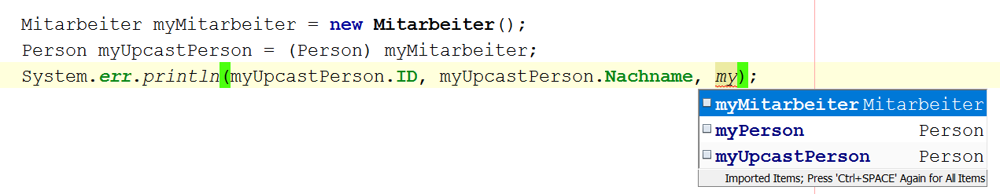 Mitarbeiter myMitarbeiter = new Mitarbeiter();
Person myUpcastPerson = (Person) myMitarbeiter;
System.err.println(myUpcastPerson.ID, myUpcastPerson.Nachname, my);
myMitarbeiter Mitarbeiter
myPerson Person
myUpcastPerson Person
Imported Items; Press 'Ctrl+SPACE' Again for All Items